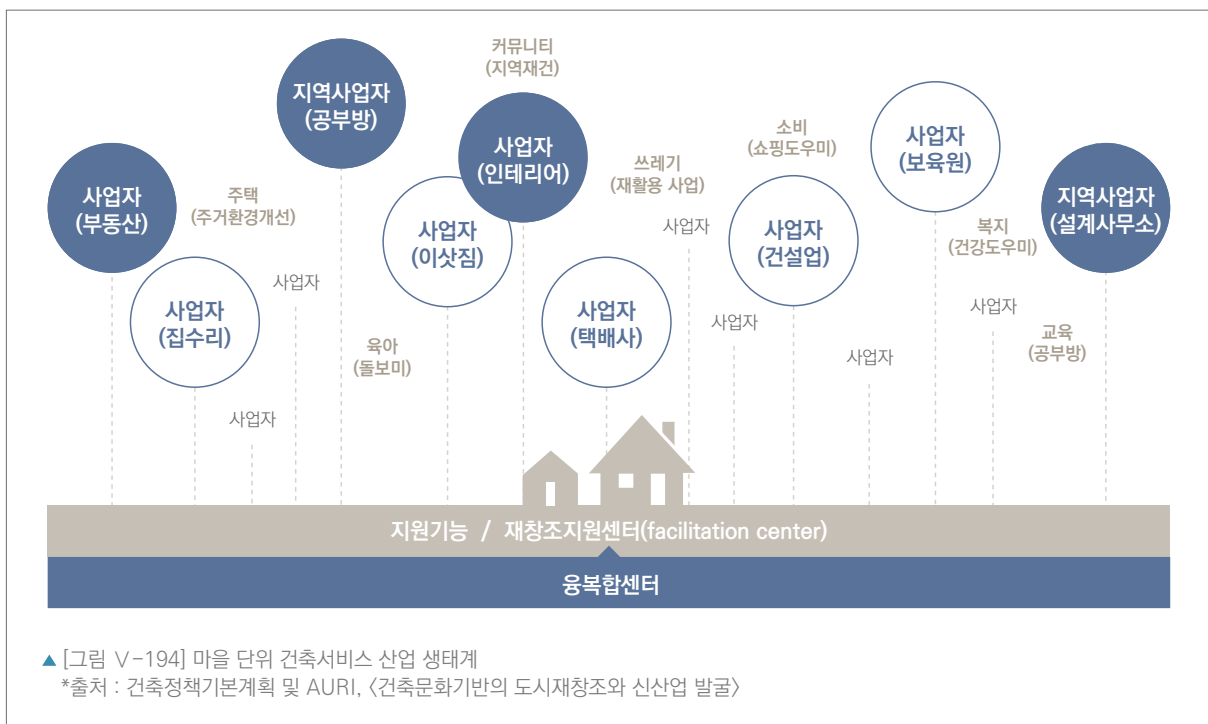 커뮤니티
(지역재건)
지역사업자
(공부방)
사업자
(인테리어)
소비
(쇼핑도우미)
사업자
(보육원)
쓰레기
(재활용 사업)
사업자
(부동산)
주택
(주거환경개선)
지역사업자
(설계사무소)
사업자
(이삿짐)
사업자
사업자
(건설업)
복지
(건강도우미)
사업자
사업자
(집수리)
사업자
(택배사)
사업자
사업자
육아
(돌보미)
사업자
교육
(공부방)
사업자
지원기능 / 재창조지원센터(facilitation center)
융복합센터
▲ [그림 Ⅴ-194] 마을 단위 건축서비스 산업 생태계
*출처 : 건축정책기본계획 및 AURI, 〈건축문화기반의 도시재창조와 신산업 발굴〉